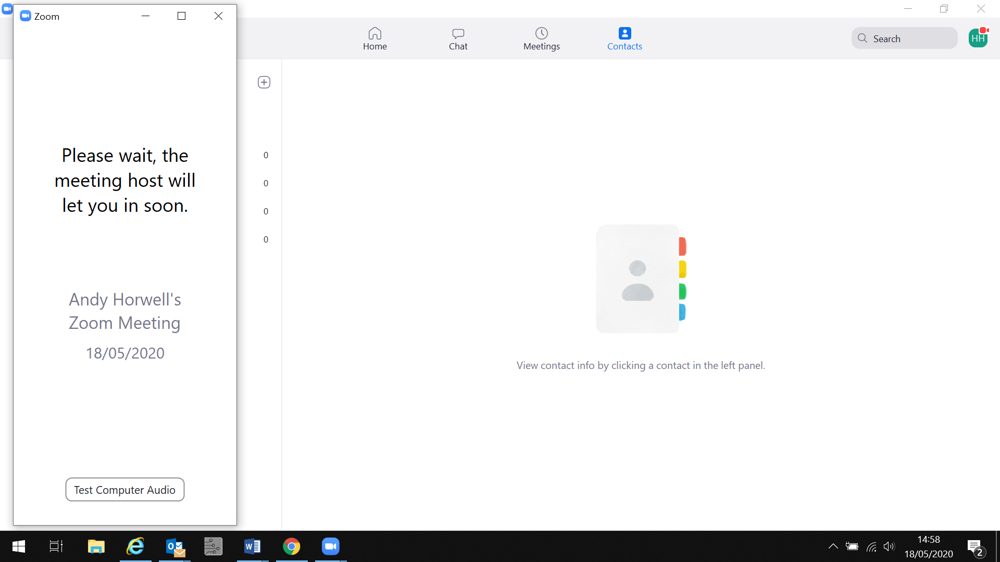 Zoom
Home
Chat
Meetings
Contacts
Search
HH
Please wait, the
meeting host will
let you in soon.
0
0
0
0
Andy Horwell's
Zoom Meeting
18/05/2020
View contact info by clicking a contact in the left panel.
Test Computer Audio
14:58
18/05/2020
2